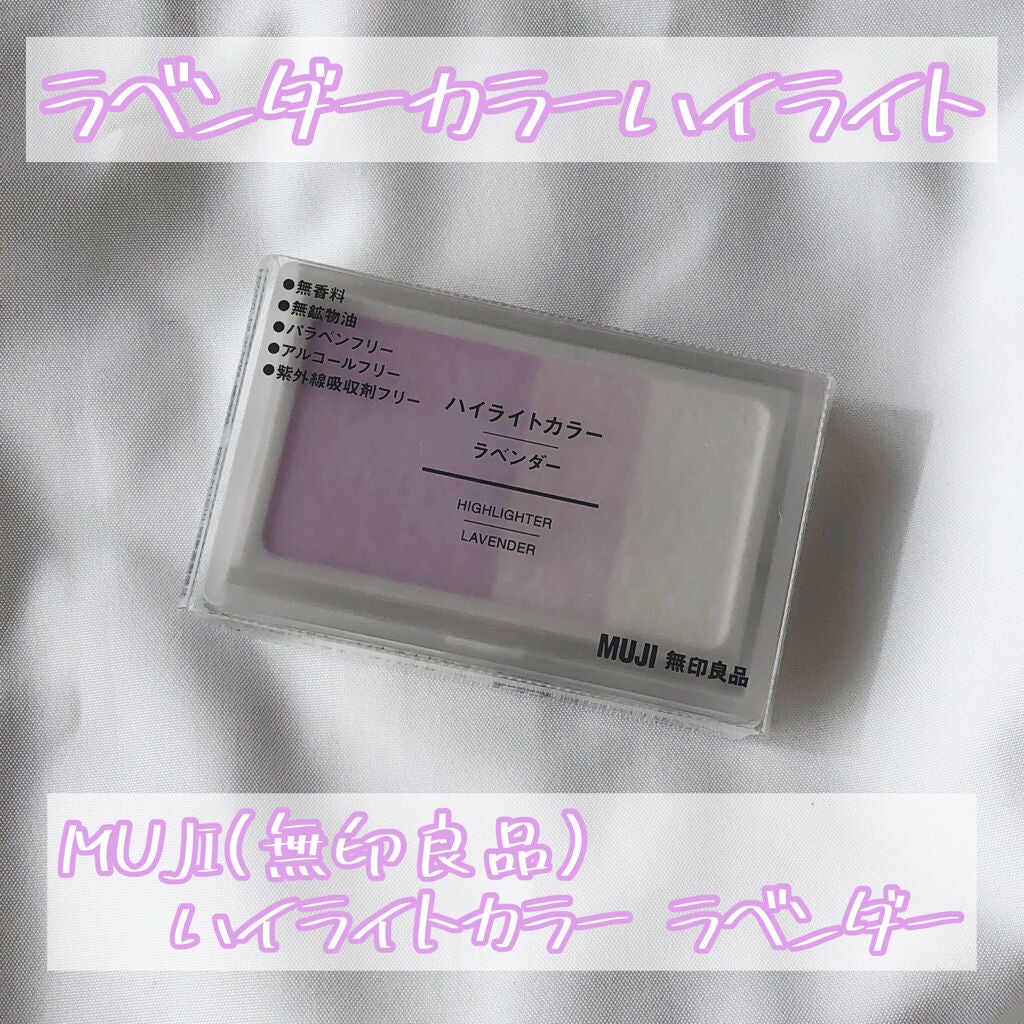 ラベンダーカラーハイライト
●無香料
●無鉱物油
●パラベンフリー
●アルコールフリー
●紫外線吸収剤フリー
ハイライトカラー
ラベンダー
HIGHLIGHTER
LAVENDER
MUJI 無印良品
MUJI(無印良品)
ハイライトカラー ラベンダー